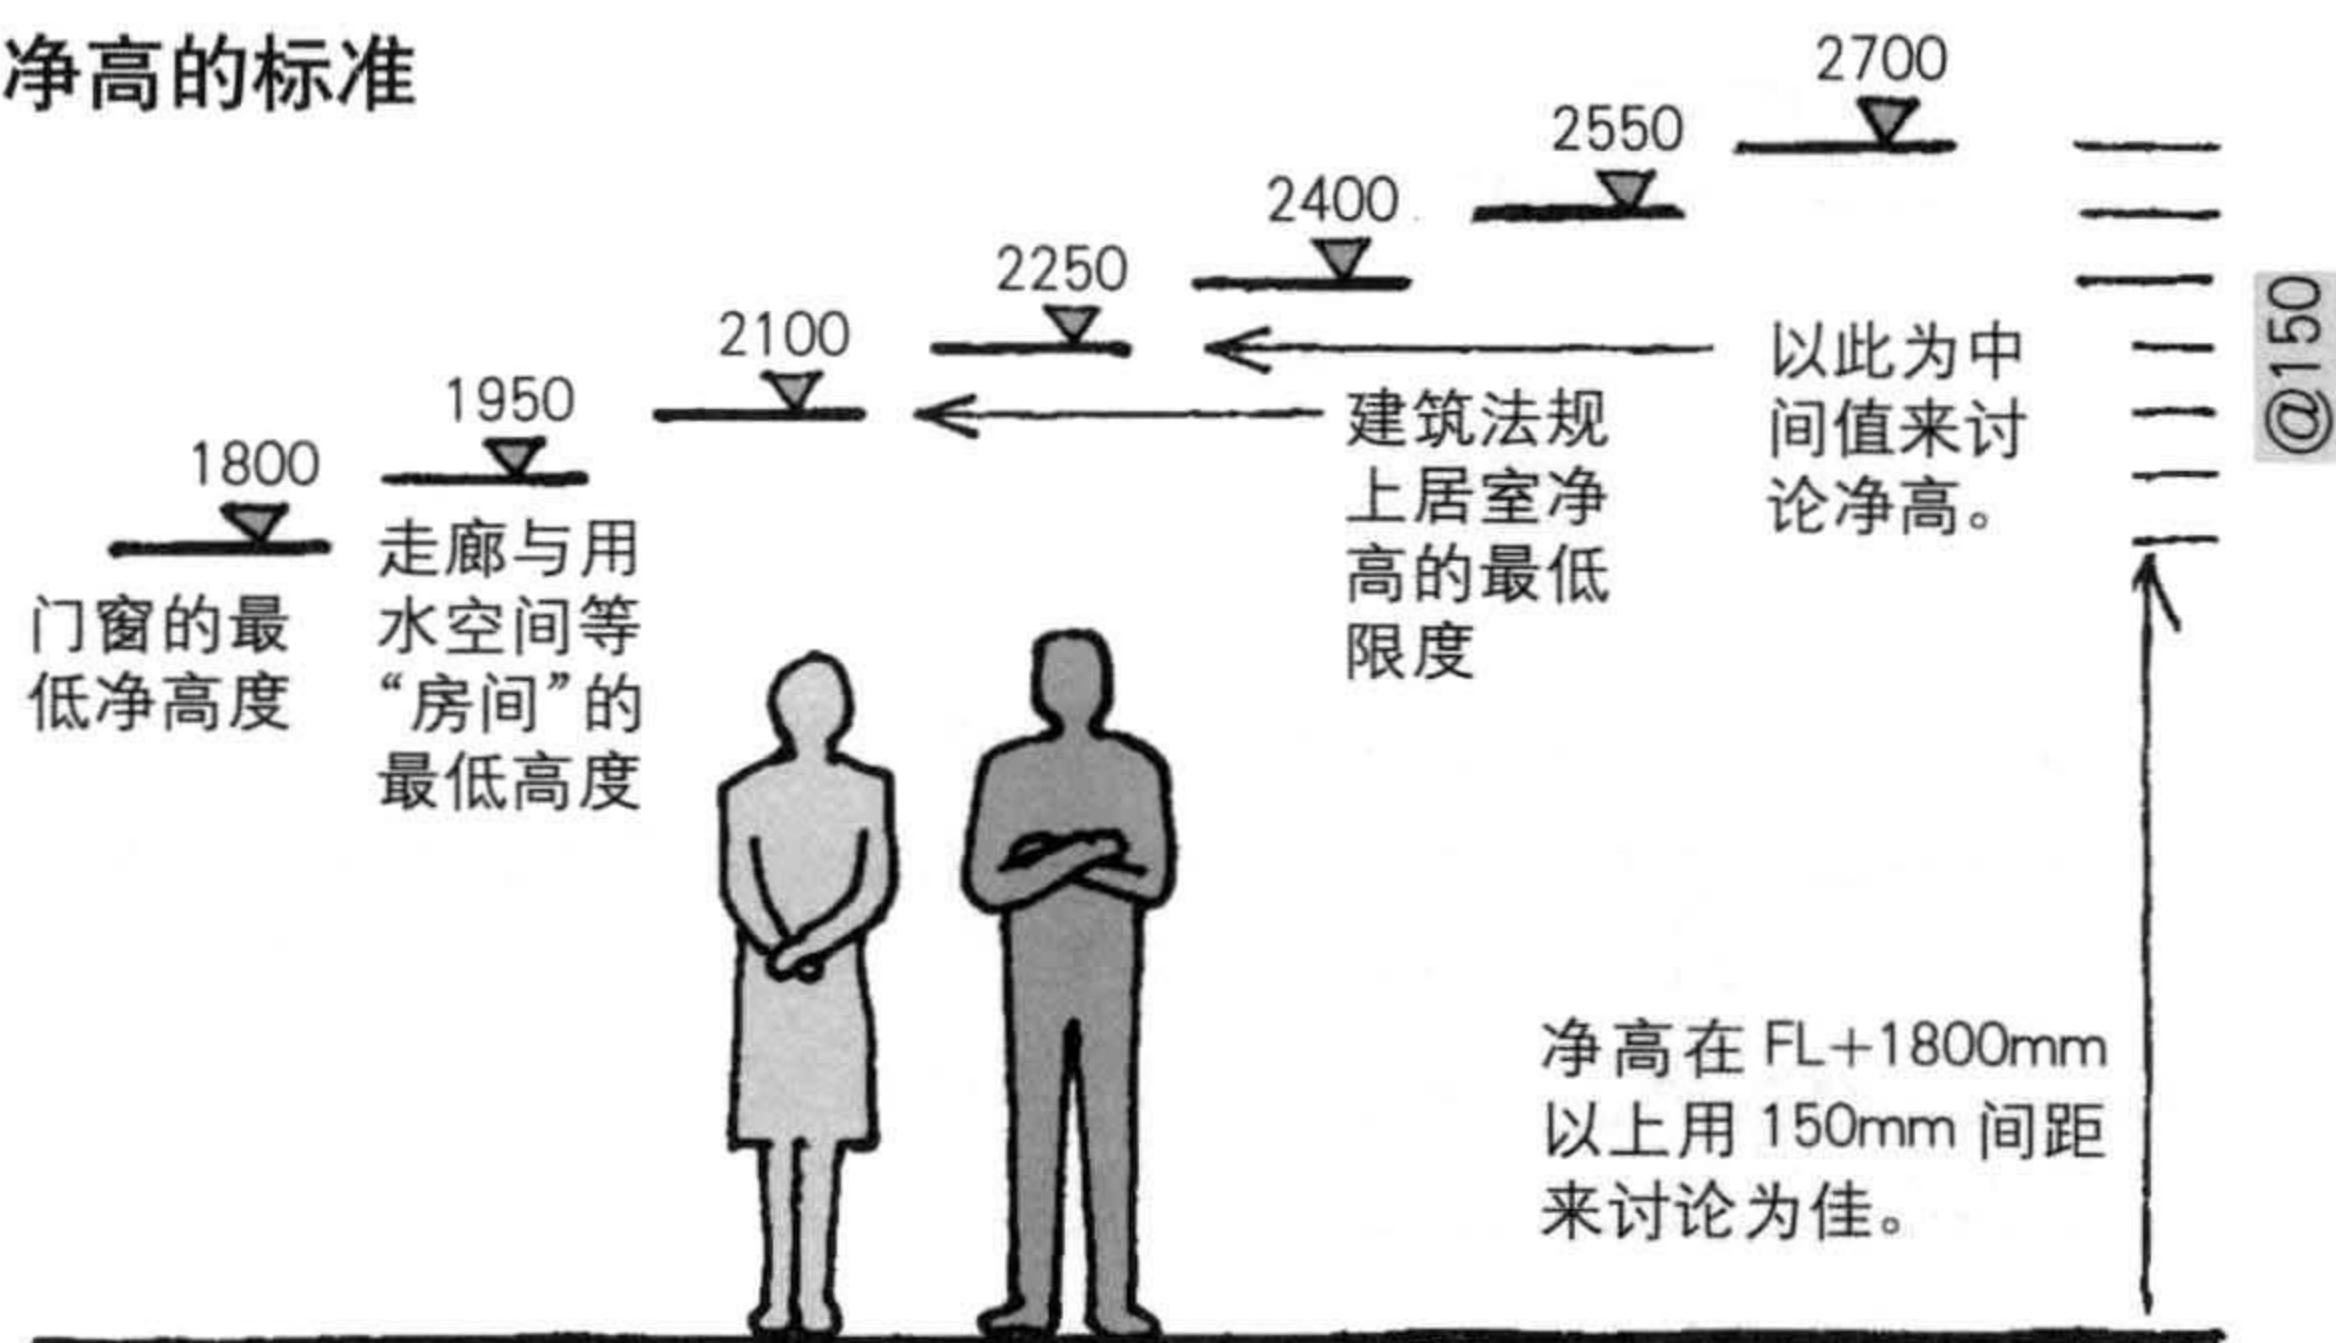 净高的标准
2700
2550
2400
2250
2100
1950
1800
门窗的最
低净高度
走廊与用
水空间等
“房间”的
最低高度
建筑法规
上居室净
高的最低
限度
以此为中
间值来讨
论净高。
@150
净高在 FL+1800mm
以上用 150mm 间距
来讨论为佳。